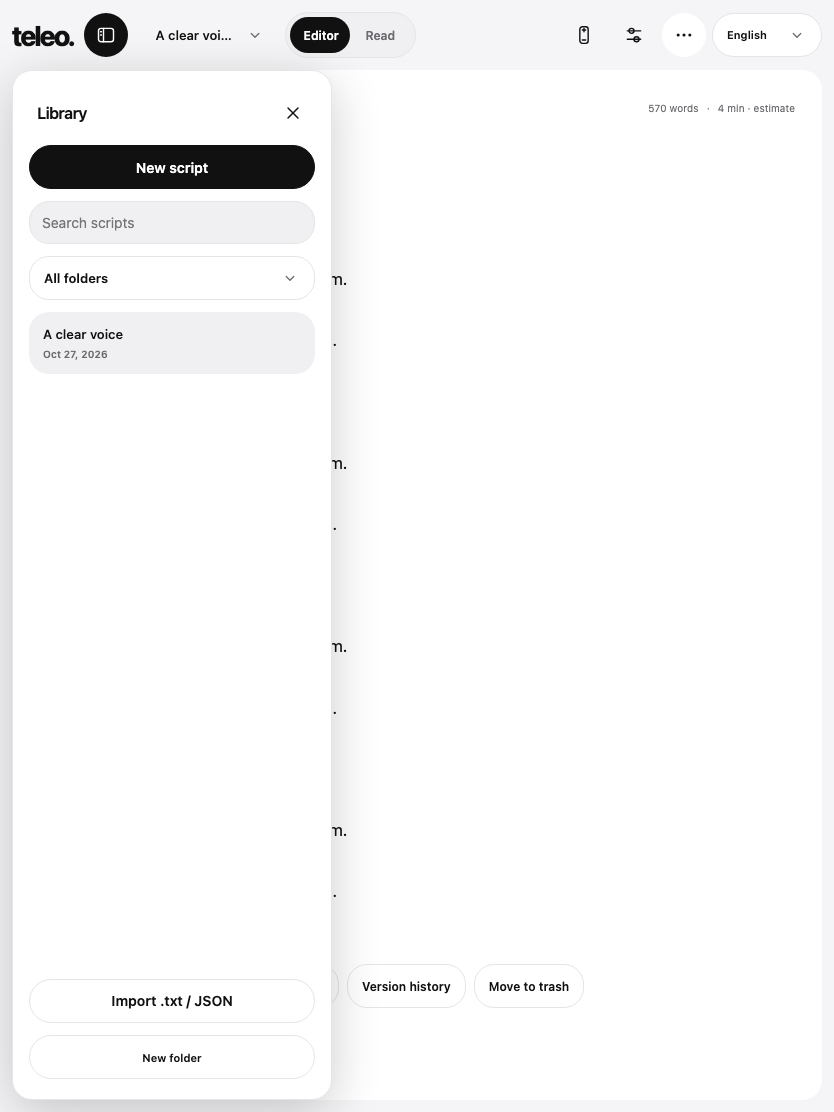 teleo.
A clear voi...
Editor
Read
English
Library
570 words · 4 min · estimate
New script
Search scripts
All folders
A clear voice
Oct 27, 2026
m.
.
m.
.
m.
.
m.
.
Version history
Move to trash
Import .txt / JSON
New folder